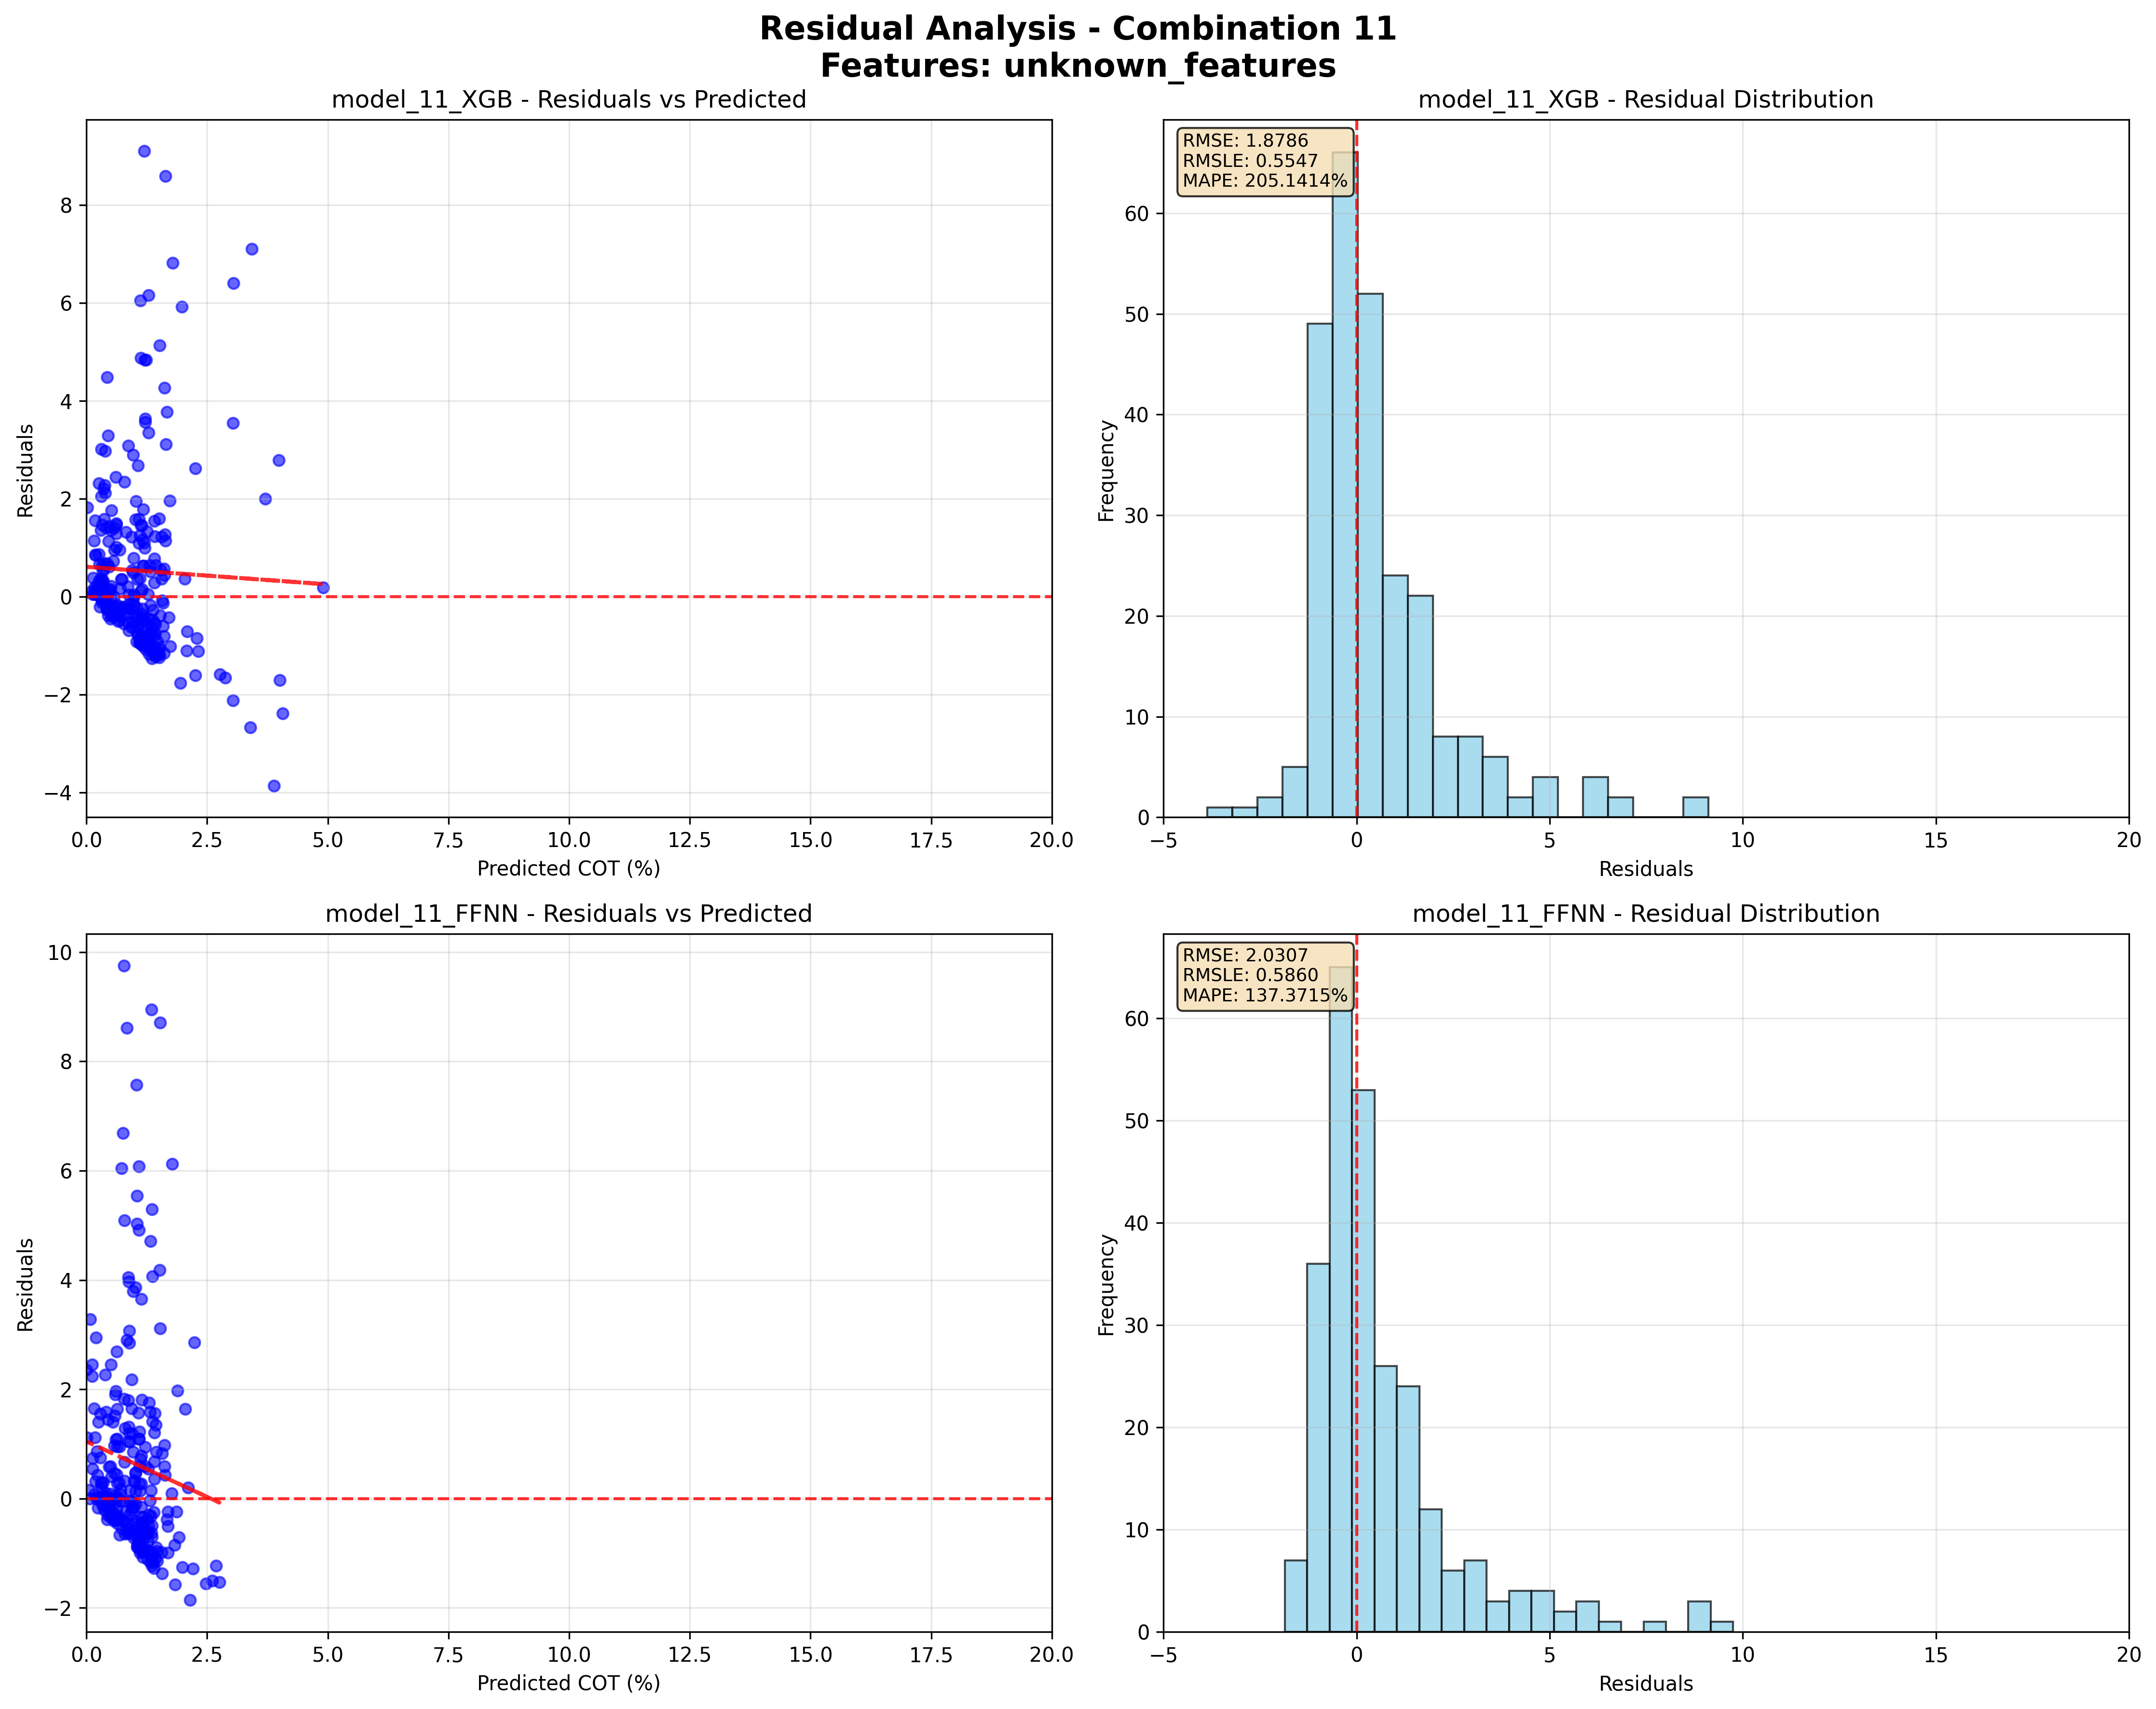 Residual Analysis - Combination 11
Features: unknown_features
model_11_XGB - Residuals vs Predicted
Residuals
8
6
4
2
0
−2
−4
0.0 2.5 5.0 7.5 10.0 12.5 15.0 17.5 20.0
Predicted COT (%)
model_11_XGB - Residual Distribution
RMSE: 1.8786
RMSLE: 0.5547
MAPE: 205.1414%
Frequency
60
50
40
30
20
10
0
−5 0 5 10 15 20
Residuals
model_11_FFNN - Residuals vs Predicted
Residuals
10
8
6
4
2
0
−2
0.0 2.5 5.0 7.5 10.0 12.5 15.0 17.5 20.0
Predicted COT (%)
model_11_FFNN - Residual Distribution
RMSE: 2.0307
RMSLE: 0.5860
MAPE: 137.3715%
Frequency
60
50
40
30
20
10
0
−5 0 5 10 15 20
Residuals